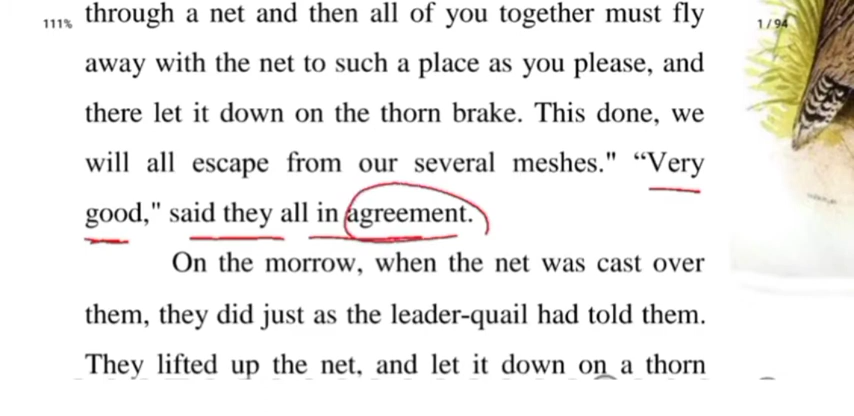 111%
1 / 94
through a net and then all of you together must fly
away with the net to such a place as you please, and
there let it down on the thorn brake. This done, we
will all escape from our several meshes." “Very
good," said they all in agreement.
On the morrow, when the net was cast over
them, they did just as the leader-quail had told them.
They lifted up the net, and let it down on a thorn